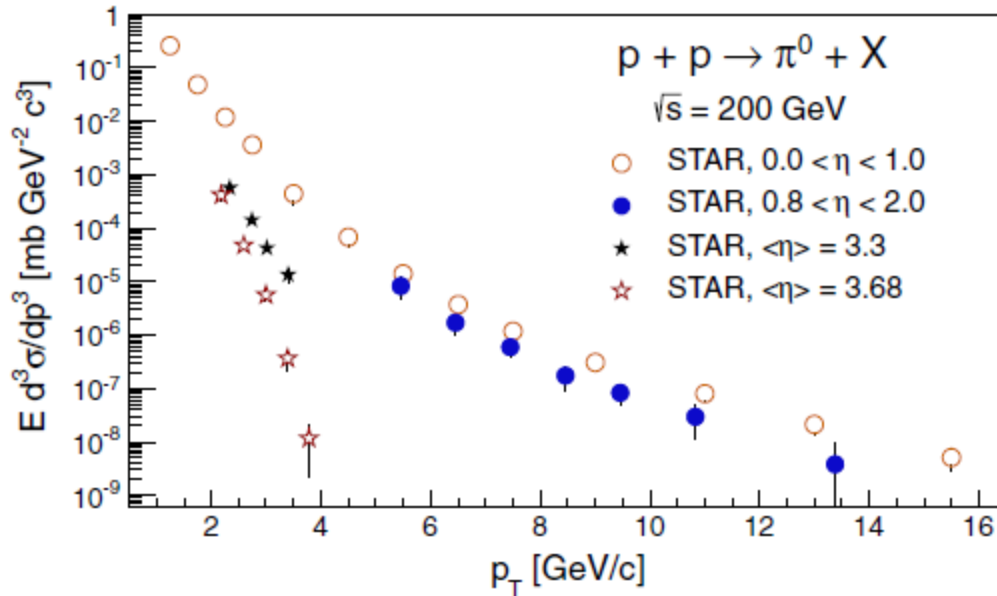 1
10⁻¹
10⁻²
10⁻³
10⁻⁴
10⁻⁵
10⁻⁶
10⁻⁷
10⁻⁸
10⁻⁹
E d³σ/dp³ [mb GeV⁻² c³]
p + p → π⁰ + X
√s = 200 GeV
STAR, 0.0 < η < 1.0
STAR, 0.8 < η < 2.0
STAR, <η> = 3.3
STAR, <η> = 3.68
2 4 6 8 10 12 14 16
p_T [GeV/c]